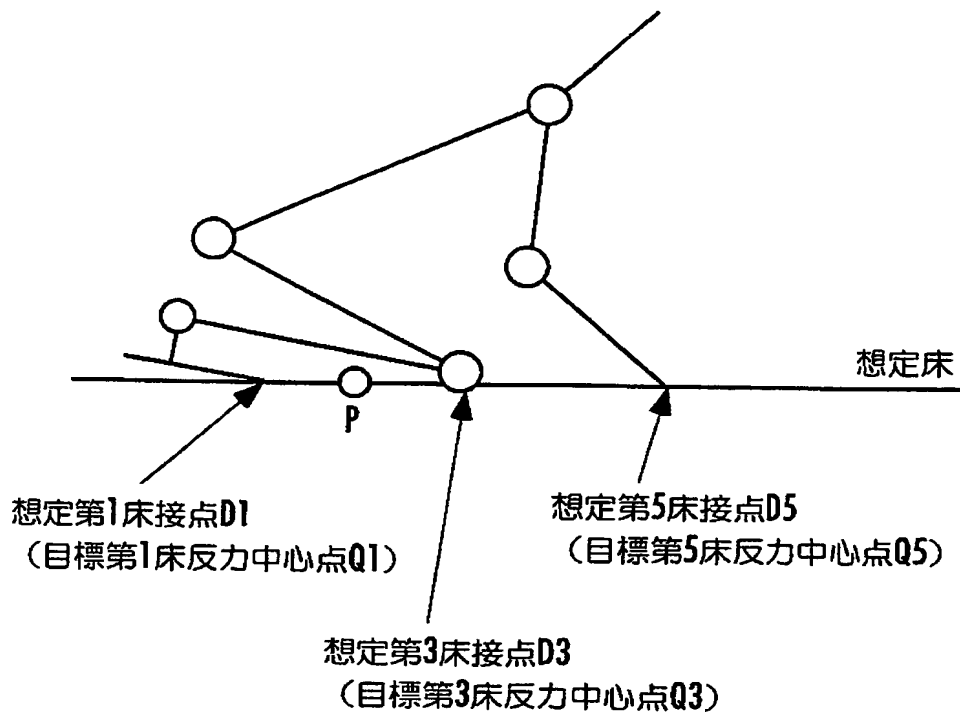 想定床
P
想定第1床接点D1
（目標第1床反力中心点Q1）
想定第5床接点D5
（目標第5床反力中心点Q5）
想定第3床接点D3
（目標第3床反力中心点Q3）